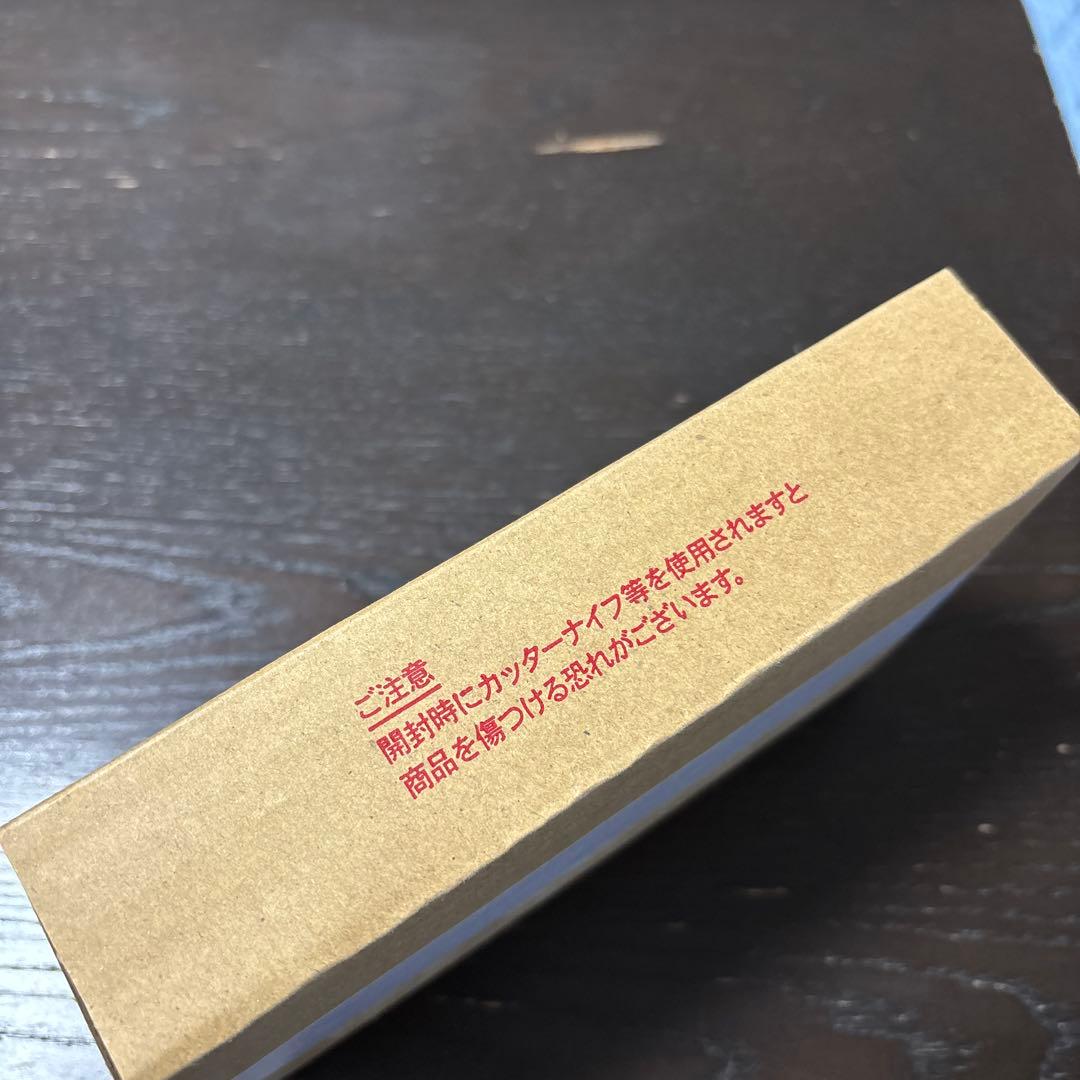 ご注意
開封時にカッターナイフ等を使用されますと
商品を傷つける恐れがございます。